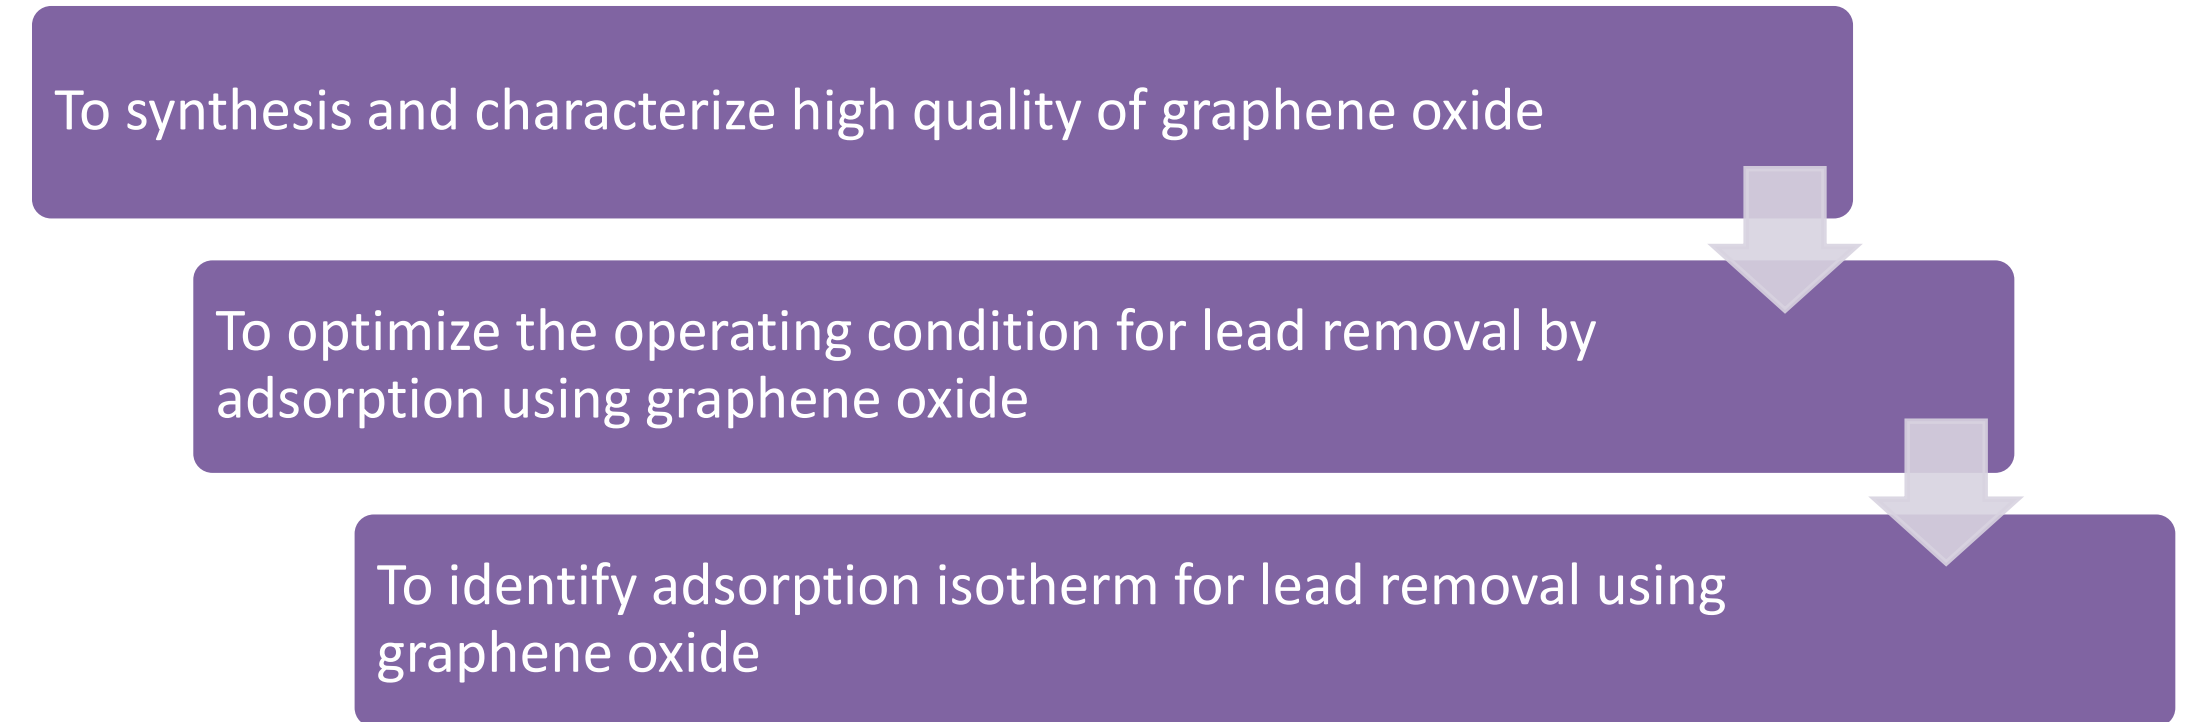 To synthesis and characterize high quality of graphene oxide
To optimize the operating condition for lead removal by
adsorption using graphene oxide
To identify adsorption isotherm for lead removal using
graphene oxide